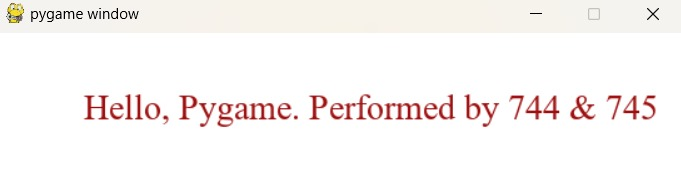 pygame window
Hello, Pygame. Performed by 744 & 745